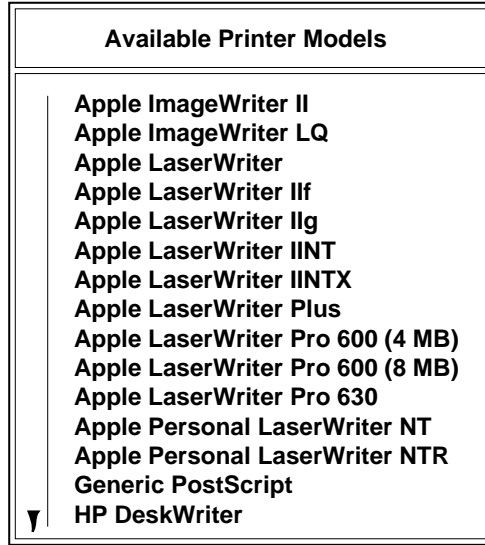 Available Printer Models
Apple ImageWriter II
Apple ImageWriter LQ
Apple LaserWriter
Apple LaserWriter IIf
Apple LaserWriter IIg
Apple LaserWriter IINT
Apple LaserWriter IINTX
Apple LaserWriter Plus
Apple LaserWriter Pro 600 (4 MB)
Apple LaserWriter Pro 600 (8 MB)
Apple LaserWriter Pro 630
Apple Personal LaserWriter NT
Apple Personal LaserWriter NTR
Generic PostScript
HP DeskWriter